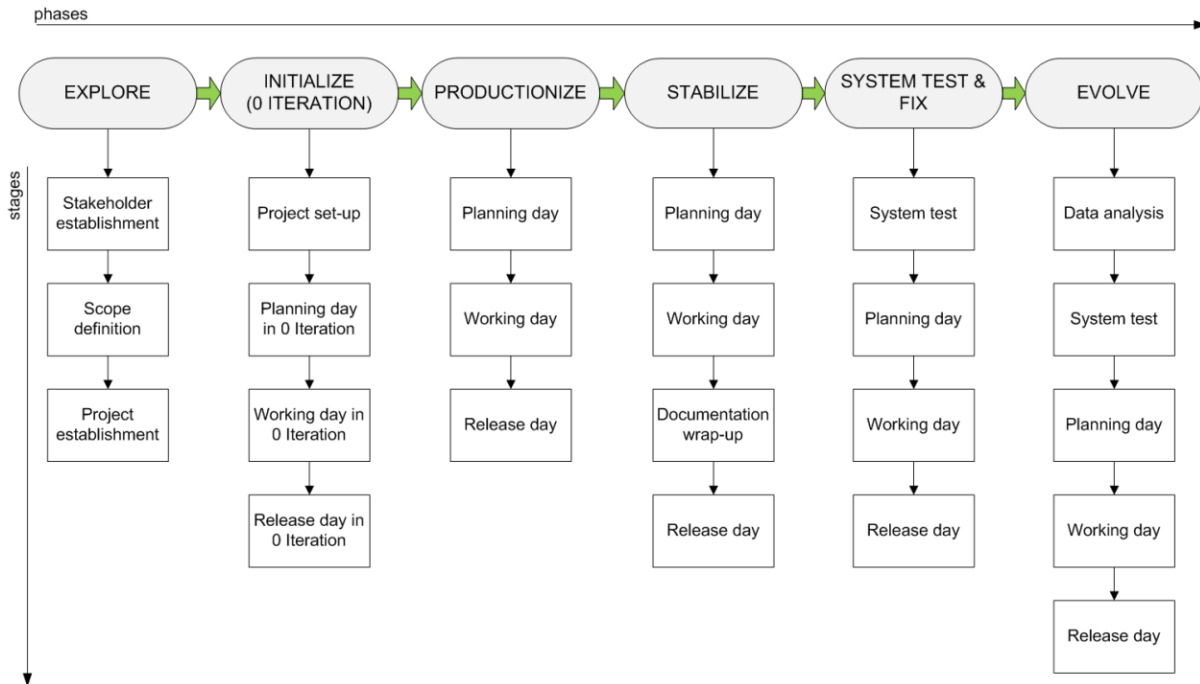 phases
EXPLORE
INITIALIZE
(0 ITERATION)
PRODUCTIONIZE
STABILIZE
SYSTEM TEST &
FIX
EVOLVE
stages
Stakeholder
establishment
Scope
definition
Project
establishment
Project set-up
Planning day
in 0 Iteration
Working day in
0 Iteration
Release day in
0 Iteration
Planning day
Working day
Release day
Planning day
Working day
Documentation
wrap-up
Release day
System test
Planning day
Working day
Release day
Data analysis
System test
Planning day
Working day
Release day